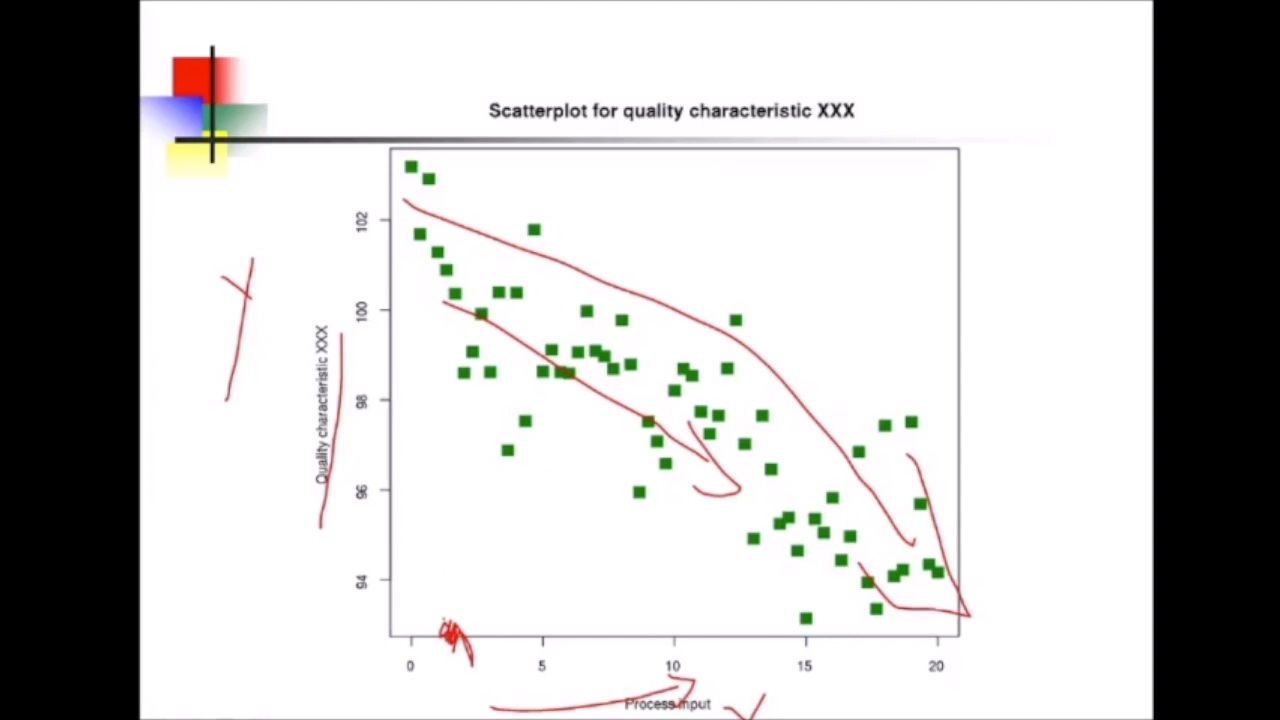 Scatterplot for quality characteristic XXX
102
100
98
96
94
Quality characteristic XXX
Y
0 5 10 15 20
Process input